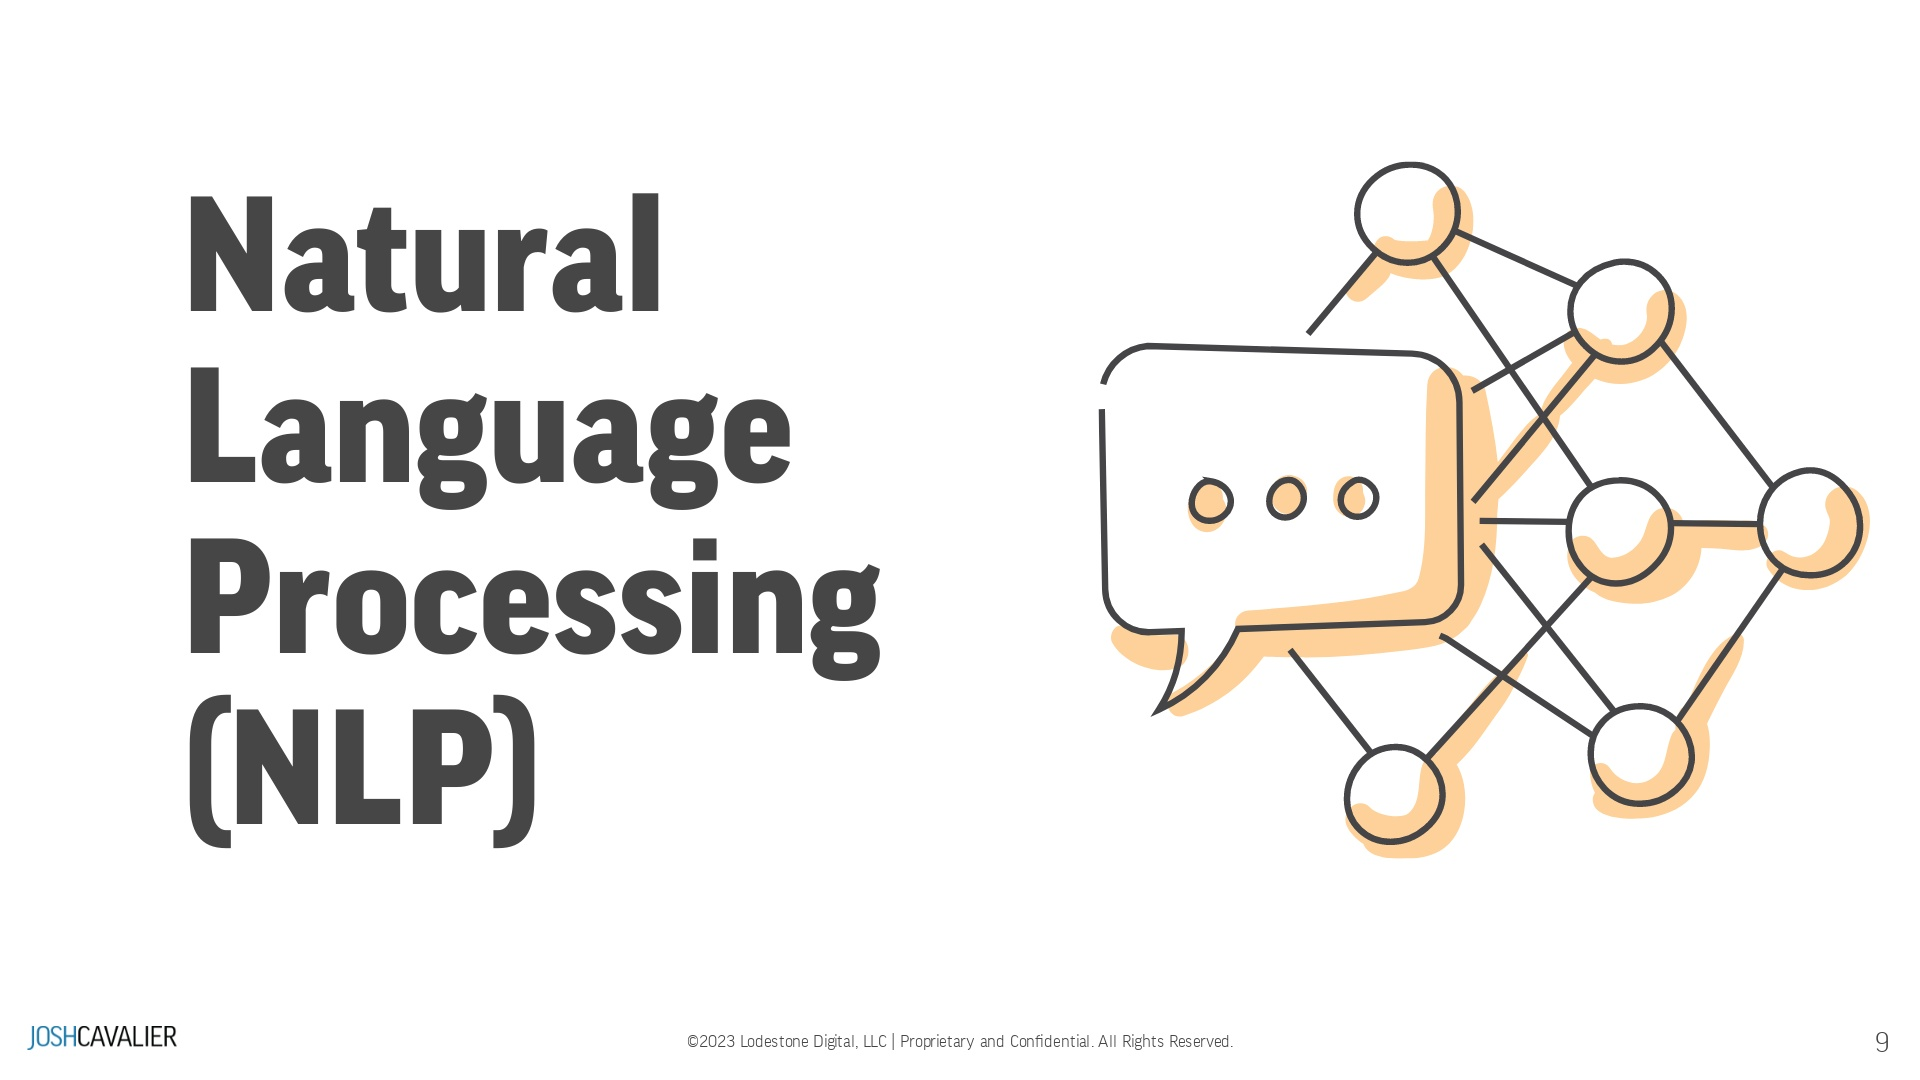 Natural
Language
Processing
(NLP)
JOSHCAVALIER
©2023 Lodestone Digital, LLC | Proprietary and Confidential. All Rights Reserved.
9